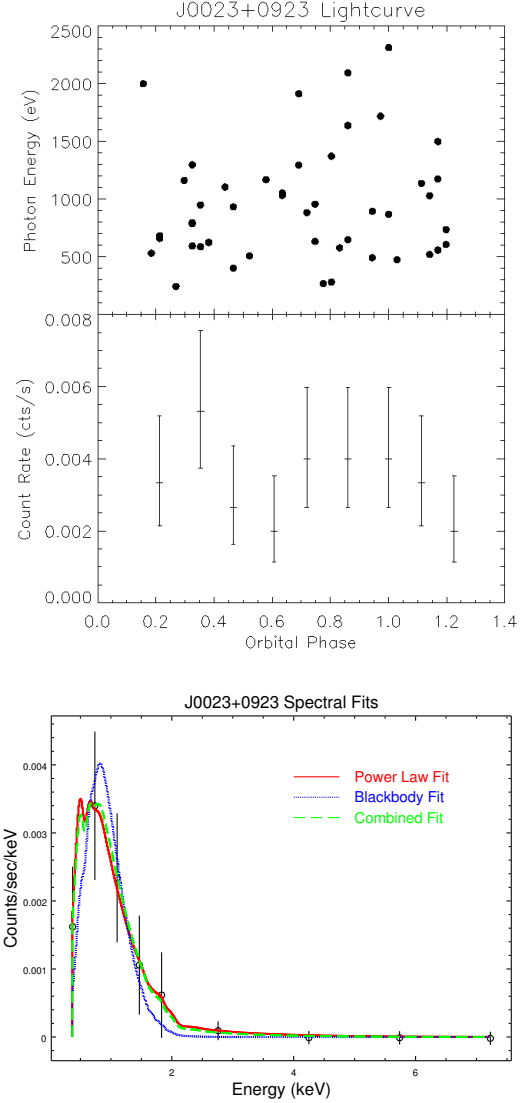 J0023+0923 Lightcurve
Photon Energy (eV)
2500
2000
1500
1000
500
Count Rate (cts/s)
0.008
0.006
0.004
0.002
0.000
0.0 0.2 0.4 0.6 0.8 1.0 1.2 1.4
Orbital Phase
J0023+0923 Spectral Fits
Counts/sec/keV
0.004
0.003
0.002
0.001
0
Power Law Fit
Blackbody Fit
Combined Fit
2 4 6
Energy (keV)